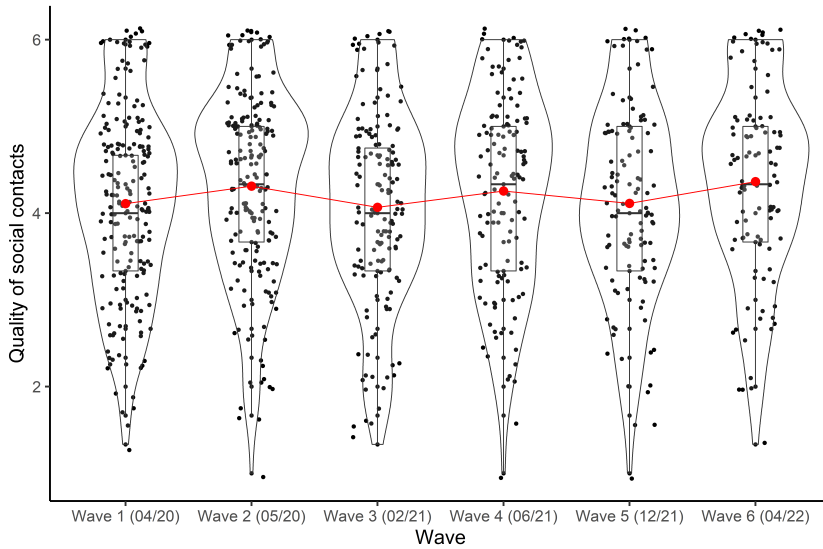 Quality of social contacts
6
4
2
Wave 1 (04/20) Wave 2 (05/20) Wave 3 (02/21) Wave 4 (06/21) Wave 5 (12/21) Wave 6 (04/22)
Wave